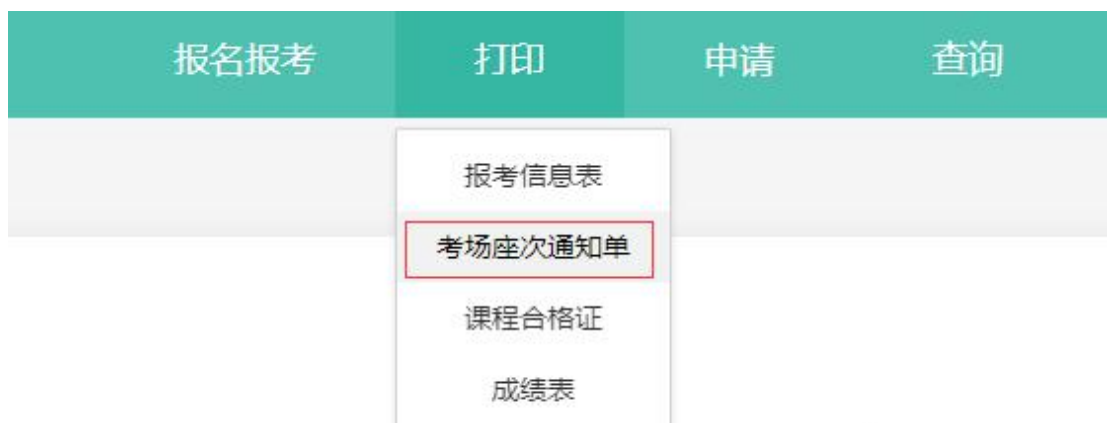 报名报考 打印 申请 查询
报考信息表
考场座次通知单
课程合格证
成绩表